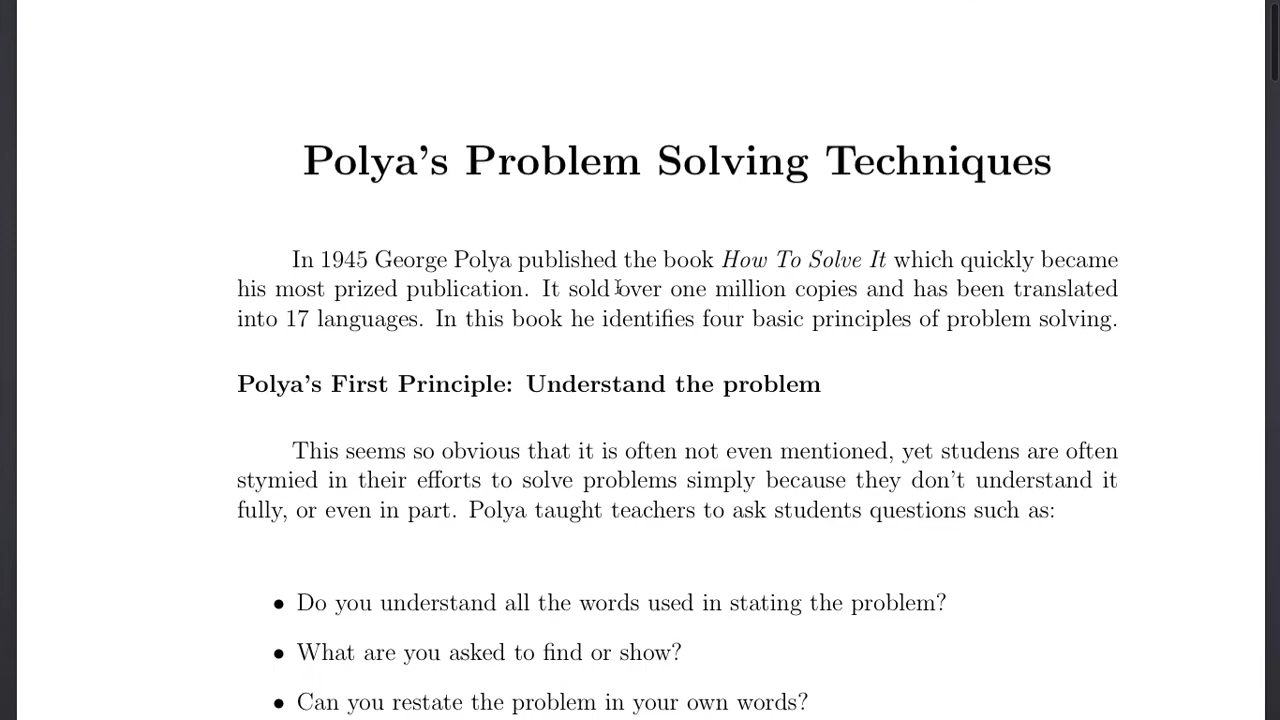 Polya's Problem Solving Techniques
In 1945 George Polya published the book How To Solve It which quickly became
his most prized publication. It sold over one million copies and has been translated
into 17 languages. In this book he identifies four basic principles of problem solving.
Polya's First Principle: Understand the problem
This seems so obvious that it is often not even mentioned, yet studens are often
stymied in their efforts to solve problems simply because they don't understand it
fully, or even in part. Polya taught teachers to ask students questions such as:
• Do you understand all the words used in stating the problem?
• What are you asked to find or show?
• Can you restate the problem in your own words?